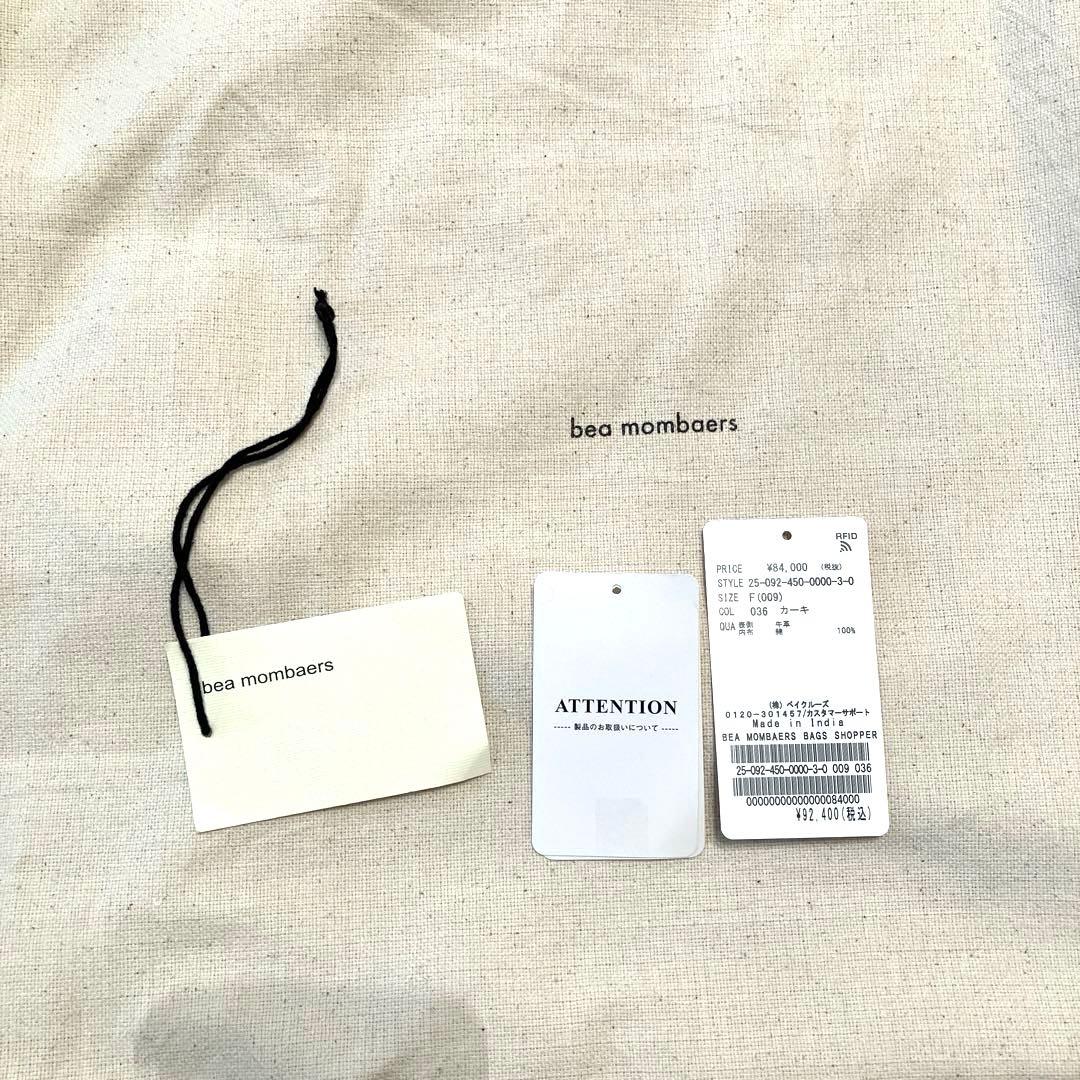 bea mombaers
bea mombaers
ATTENTION
----- 製品のお取扱いについて -----
RFID
PRICE ¥84,000 (税抜)
STYLE 25-092-450-0000-3-0
SIZE F(009)
COL 036 カーキ
QUA 表側 牛革
内布 綿 100%
(株) ベイクルーズ
0120-301457/カスタマーサポート
Made in India
BEA MOMBAERS BAGS SHOPPER
25-092-450-0000-3-0 009 036
00000000000000084000
¥92,400(税込)